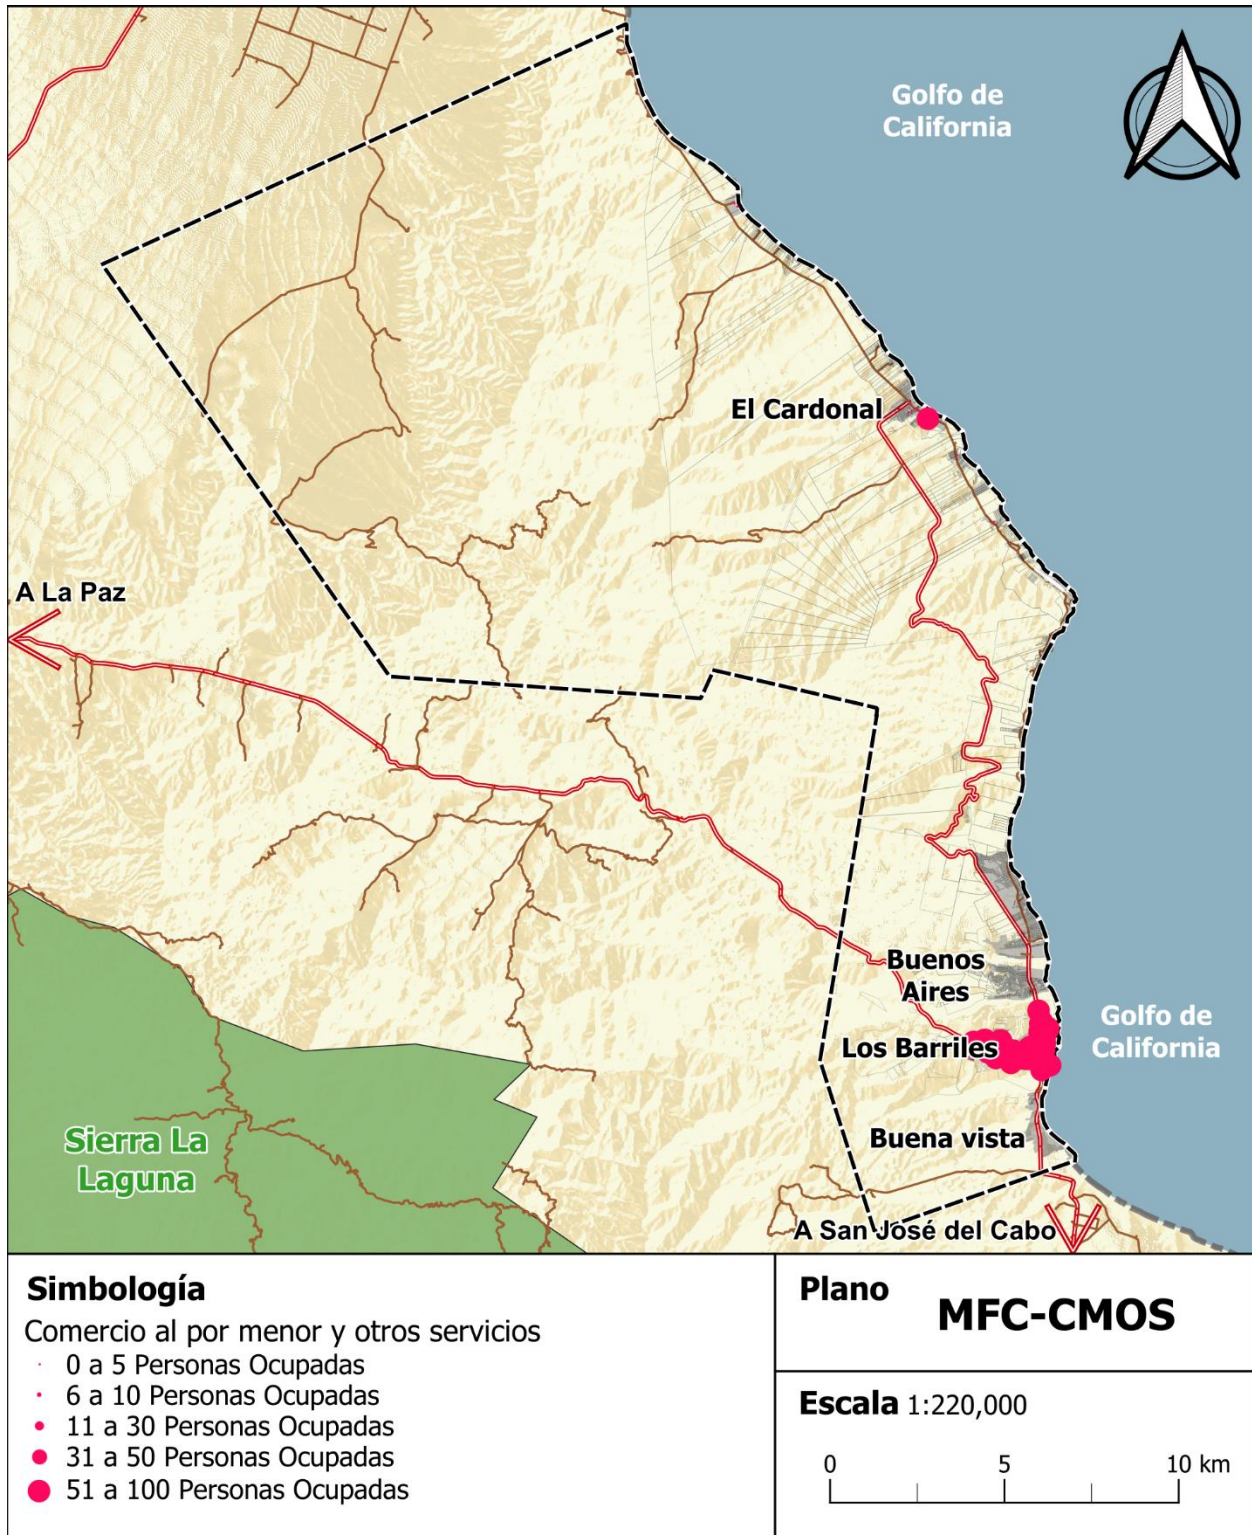 Golfo de
California
El Cardonal
A La Paz
Buenos
Aires
Los Barriles
Golfo de
California
Sierra La
Laguna
Buena vista
A San José del Cabo
Simbología
Comercio al por menor y otros servicios
0 a 5 Personas Ocupadas
6 a 10 Personas Ocupadas
11 a 30 Personas Ocupadas
31 a 50 Personas Ocupadas
51 a 100 Personas Ocupadas
Plano
MFC-CMOS
Escala 1:220,000
0 5 10 km